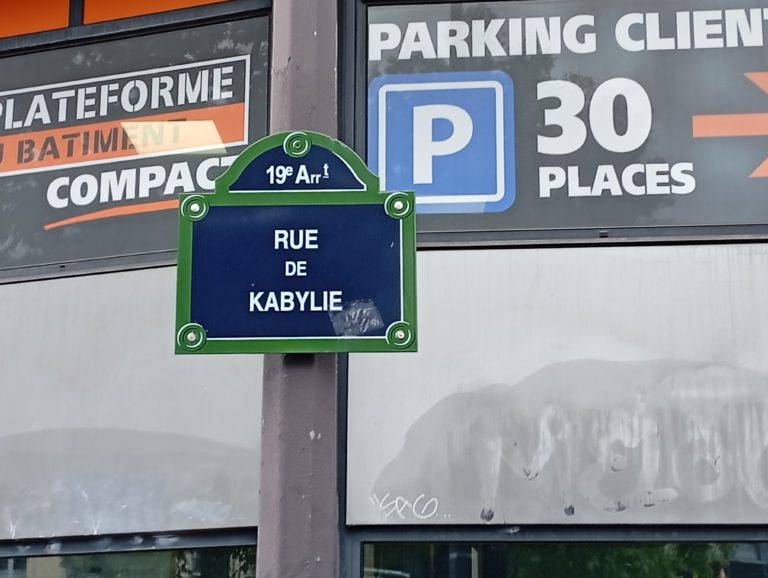 PLATEFORME
U BATIMENT
COMPACT
PARKING CLIENT
P
30
PLACES
19e Arrt
RUE
DE
KABYLIE